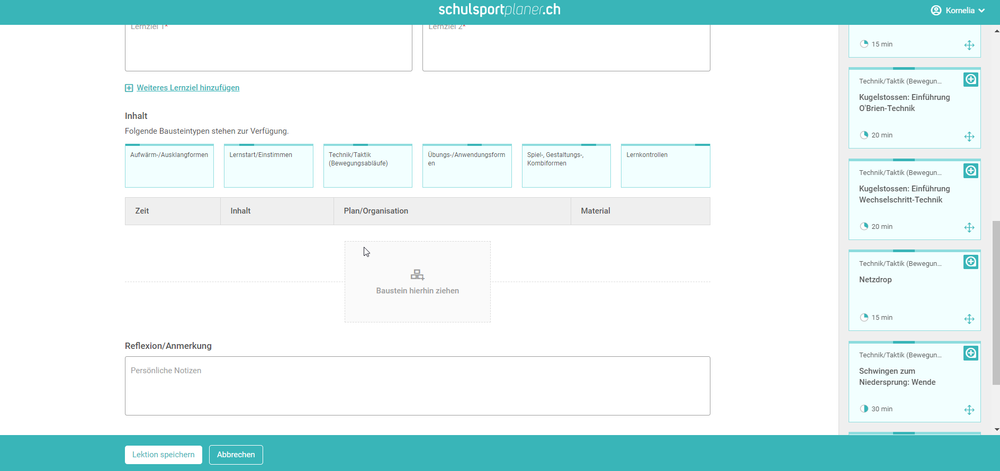 schulsportplaner.ch
Kornelia
Lernziel 1*
Lernziel 2*
Weiteres Lernziel hinzufügen
Inhalt
Folgende Bausteintypen stehen zur Verfügung.
Aufwärm-/Ausklangformen
Lernstart/Einstimmen
Technik/Taktik
(Bewegungsabläufe)
Übungs-/Anwendungsform
en
Spiel-, Gestaltungs-,
Kombiformen
Lernkontrollen
Zeit
Inhalt
Plan/Organisation
Material
Baustein hierhin ziehen
Reflexion/Anmerkung
Persönliche Notizen
Lektion speichern
Abbrechen
15 min
Technik/Taktik (Bewegun...
Kugelstossen: Einführung
O'Brien-Technik
20 min
Technik/Taktik (Bewegun...
Kugelstossen: Einführung
Wechselschritt-Technik
20 min
Technik/Taktik (Bewegun...
Netzdrop
15 min
Technik/Taktik (Bewegun...
Schwingen zum
Niedersprung: Wende
30 min